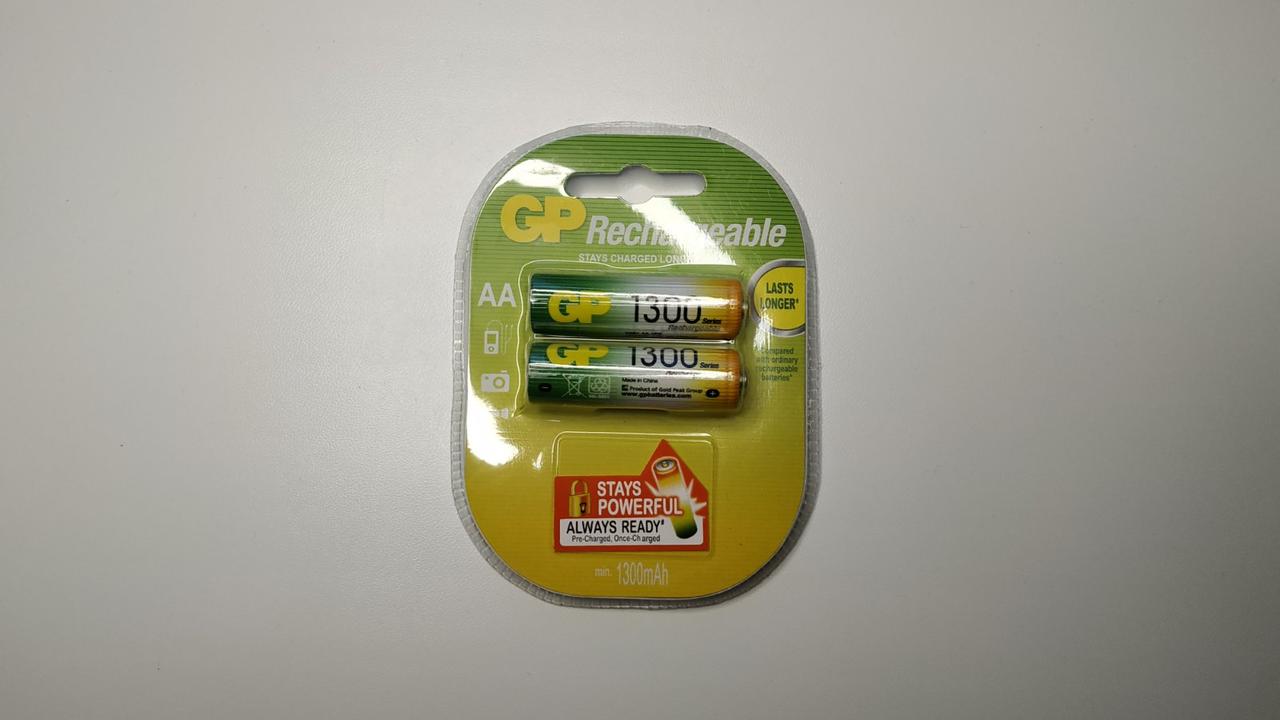 GP Rechargeable
STAYS CHARGED LONGER
AA
LASTS
LONGER#
Compared
with ordinary
rechargeable
batteries#
GP 1300 Series
Rechargeable
GP 1300 Series
Made in China
Product of Gold Peak Group
www.gpbatteries.com
STAYS
POWERFUL
ALWAYS READY#
Pre-Charged, Once-Charged
min. 1300mAh